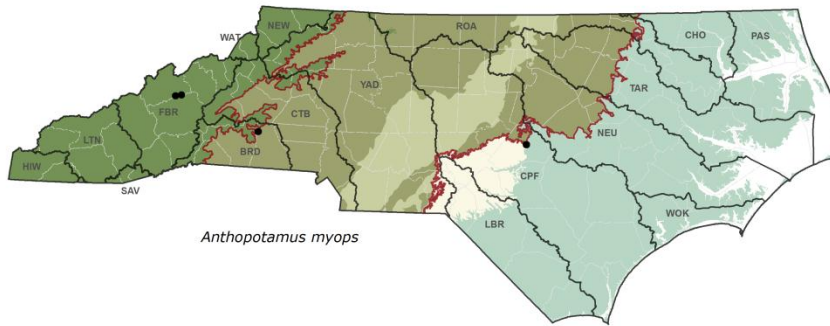 NEW
ROA
WAT
CHO
PAS
YAD
TAR
FBR
CTB
NEU
LTN
BRD
HIW
CPF
SAV
WOK
LBR
Anthopotamus myops